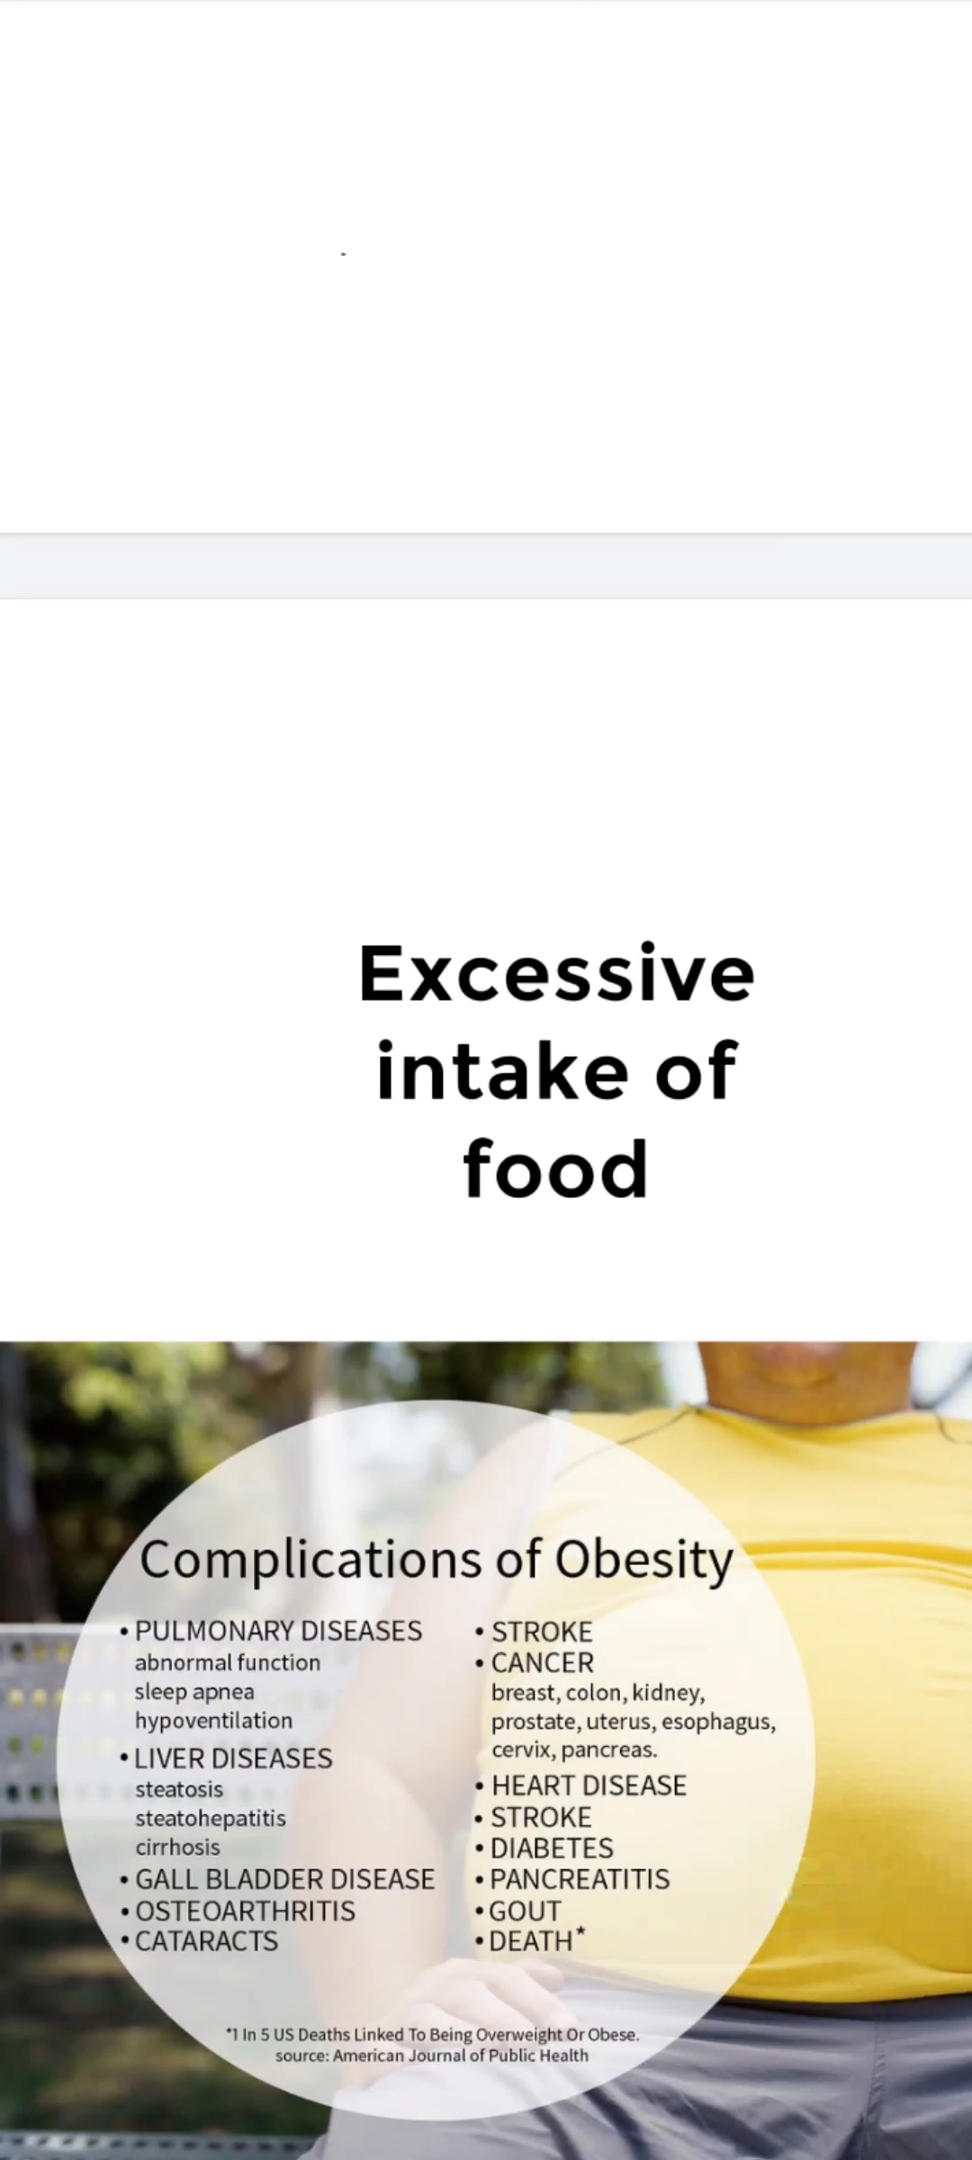 Excessive
intake of
food
Complications of Obesity
• PULMONARY DISEASES
abnormal function
sleep apnea
hypoventilation
• LIVER DISEASES
steatosis
steatohepatitis
cirrhosis
• GALL BLADDER DISEASE
• OSTEOARTHRITIS
• CATARACTS
• STROKE
• CANCER
breast, colon, kidney,
prostate, uterus, esophagus,
cervix, pancreas.
• HEART DISEASE
• STROKE
• DIABETES
• PANCREATITIS
• GOUT
• DEATH*
*1 In 5 US Deaths Linked To Being Overweight Or Obese.
source: American Journal of Public Health